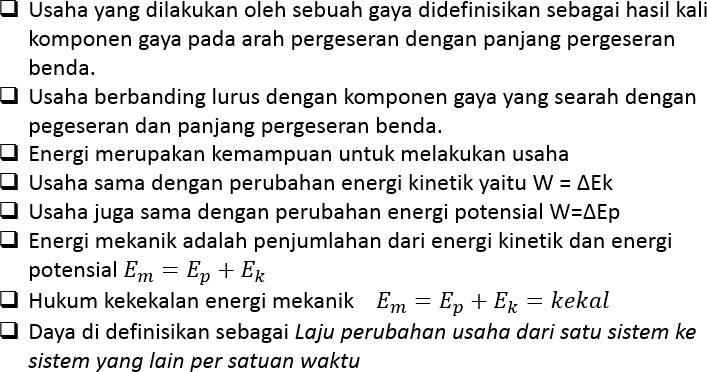 ❑ Usaha yang dilakukan oleh sebuah gaya didefinisikan sebagai hasil kali
komponen gaya pada arah pergeseran dengan panjang pergeseran
benda.
❑ Usaha berbanding lurus dengan komponen gaya yang searah dengan
pegeseran dan panjang pergeseran benda.
❑ Energi merupakan kemampuan untuk melakukan usaha
❑ Usaha sama dengan perubahan energi kinetik yaitu W = ΔEk
❑ Usaha juga sama dengan perubahan energi potensial W=ΔEp
❑ Energi mekanik adalah penjumlahan dari energi kinetik dan energi
potensial E_m = E_p + E_k
❑ Hukum kekekalan energi mekanik E_m = E_p + E_k = kekal
❑ Daya di definisikan sebagai Laju perubahan usaha dari satu sistem ke
sistem yang lain per satuan waktu